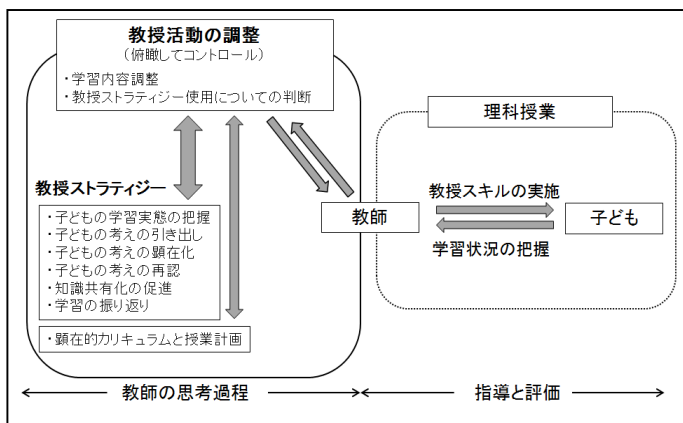 教授活動の調整
（俯瞰してコントロール）
・学習内容調整
・教授ストラティジー使用についての判断
理科授業
教授ストラティジー
・子どもの学習実態の把握
・子どもの考えの引き出し
・子どもの考えの顕在化
・子どもの考えの再認
・知識共有化の促進
・学習の振り返り
・顕在的カリキュラムと授業計画
教師
教授スキルの実施
学習状況の把握
子ども
教師の思考過程
指導と評価